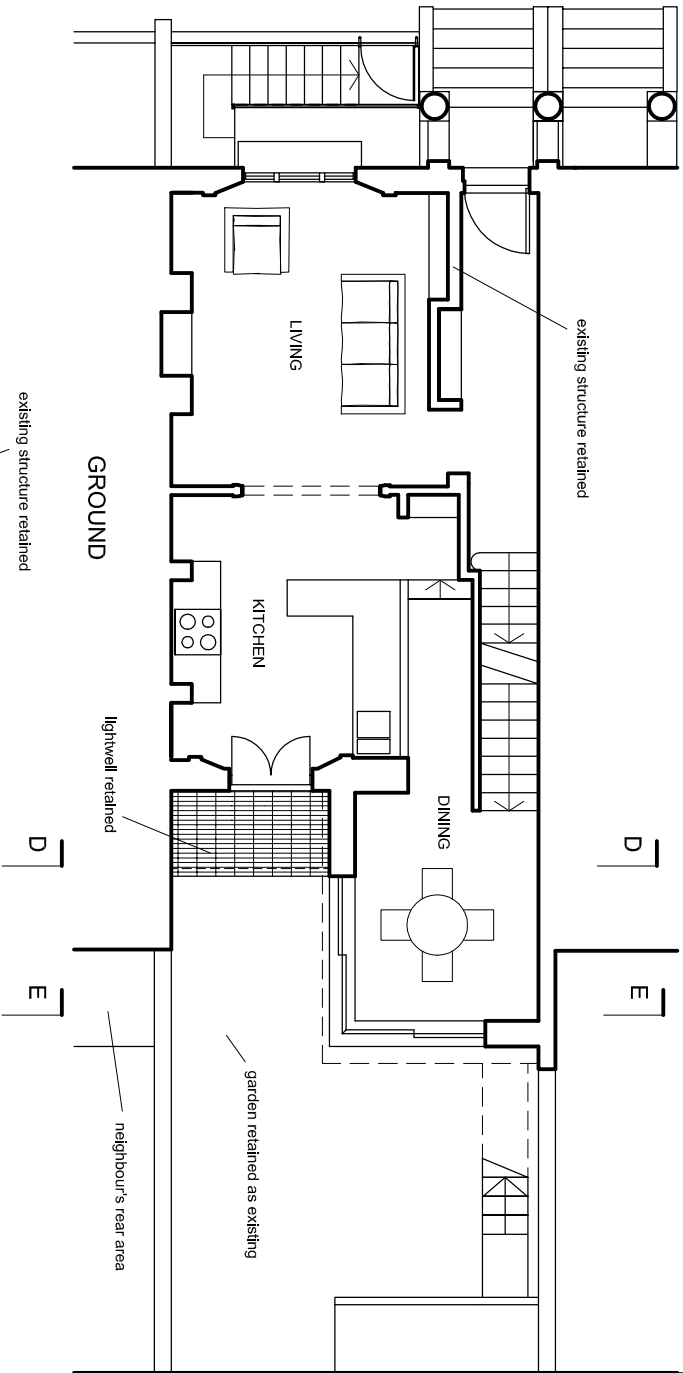 existing structure retained
LIVING
existing structure retained
GROUND
KITCHEN
lightwell retained
DINING
D
D
E
E
garden retained as existing
neighbour's rear area